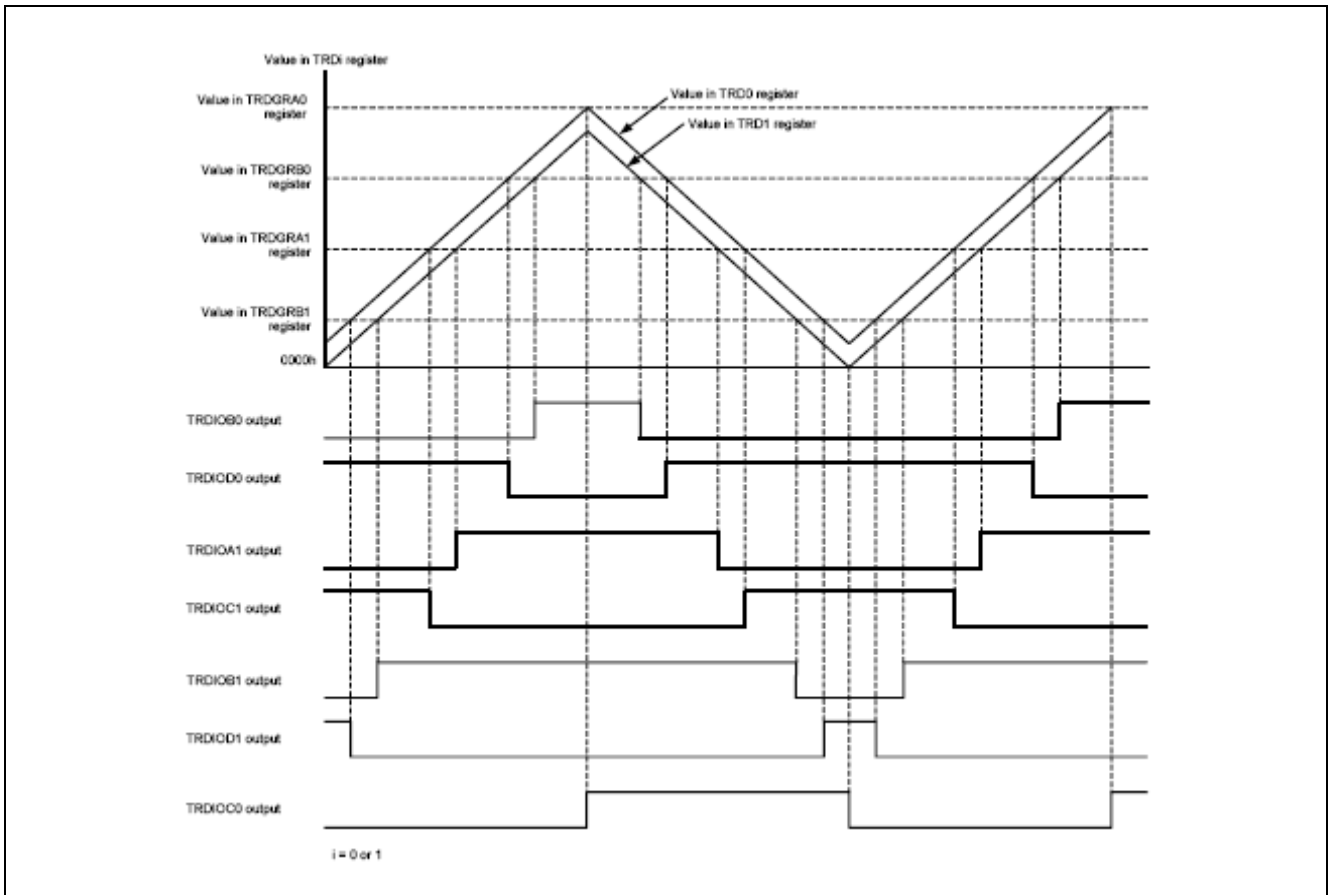 Value in TRDi register
Value in TRDGRA0
register
Value in TRD0 register
Value in TRD1 register
Value in TRDGRB0
register
Value in TRDGRA1
register
Value in TRDGRB1
register
0000h
TRDIOB0 output
TRDIOD0 output
TRDIOA1 output
TRDIOC1 output
TRDIOB1 output
TRDIOD1 output
TRDIOC0 output
i = 0 or 1